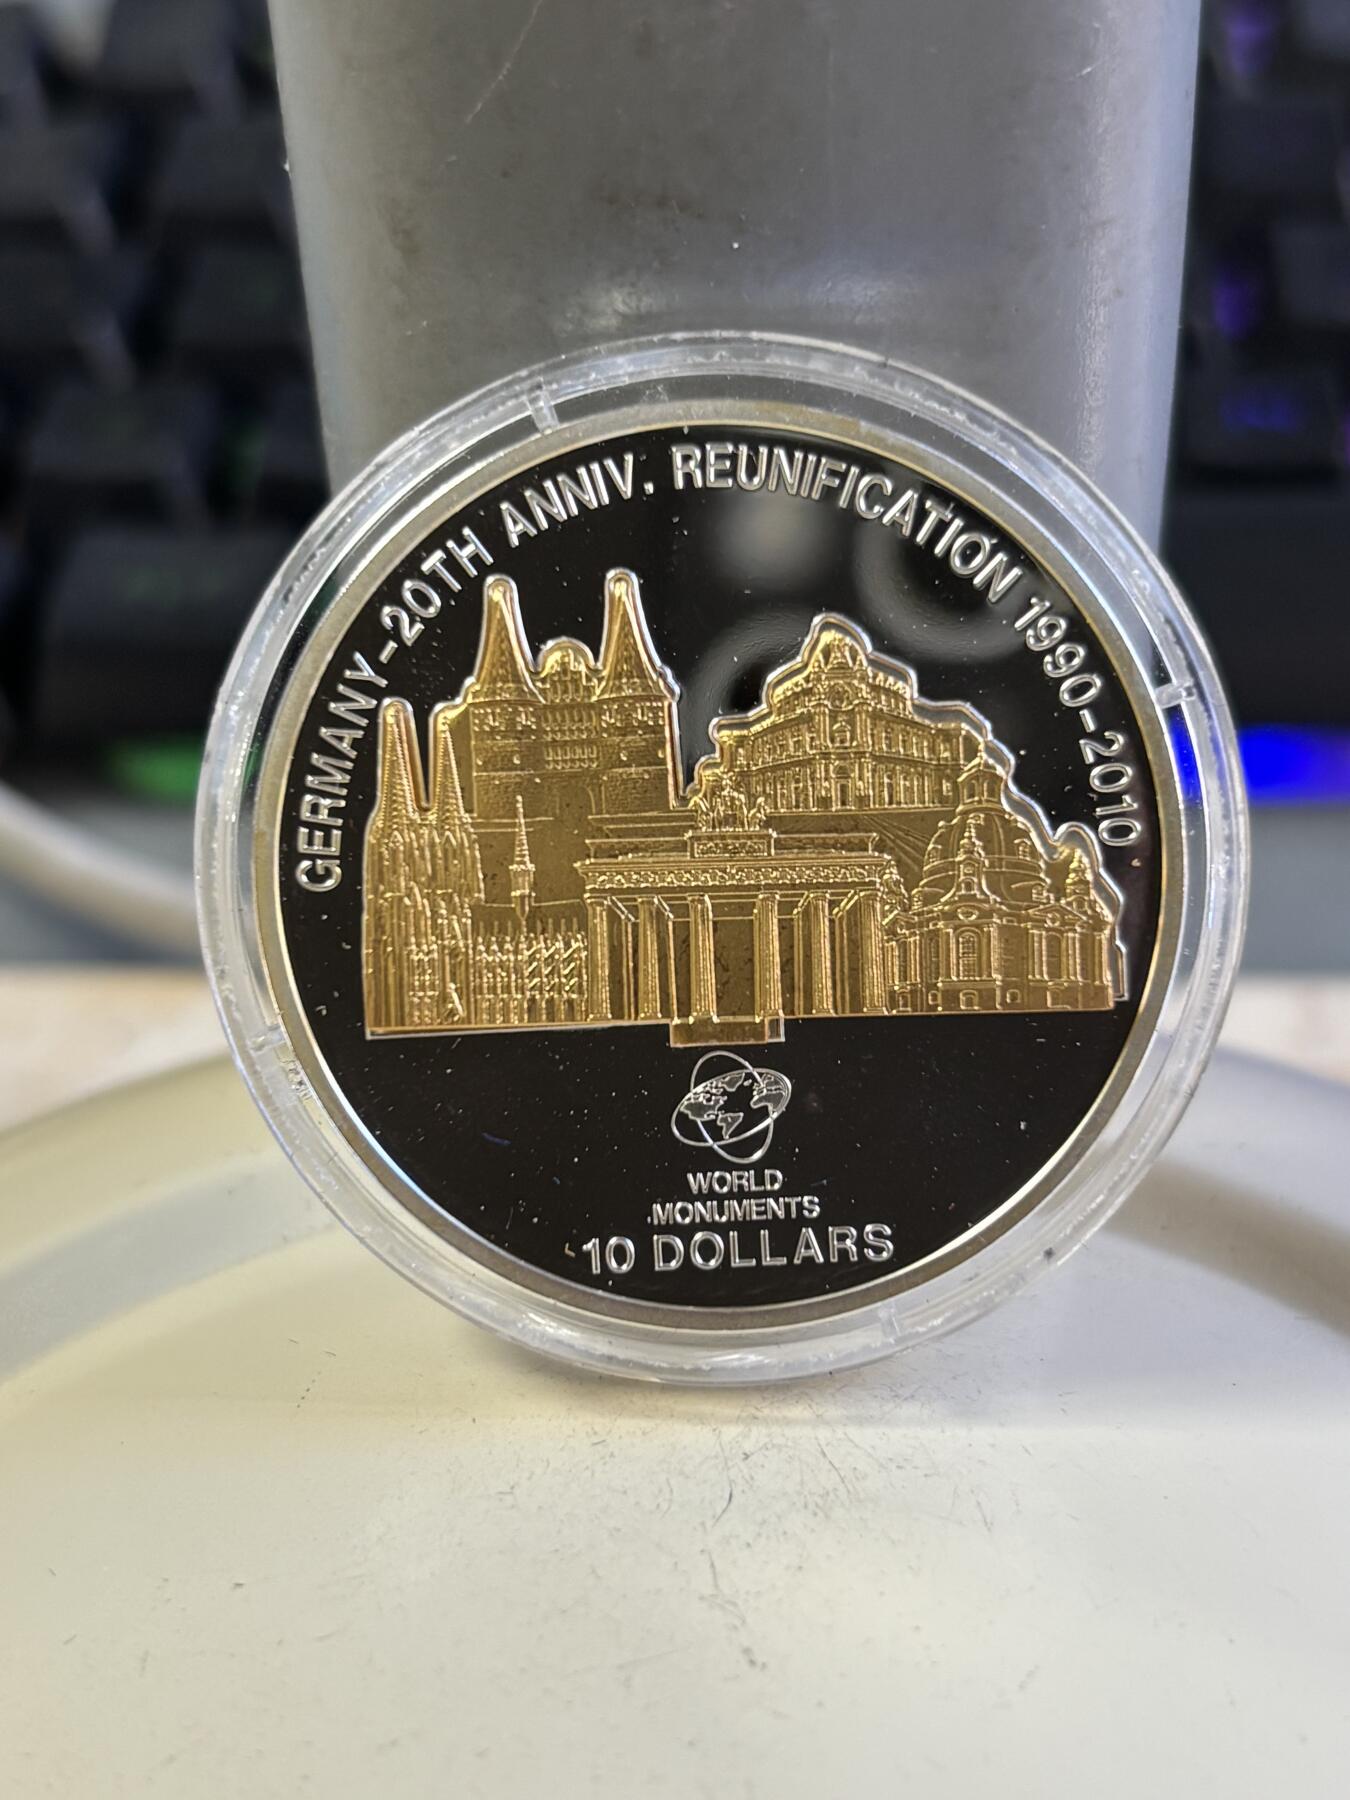 GERMANY-20TH ANNIV. REUNIFICATION 1990-2010
WORLD
MONUMENTS
10 DOLLARS